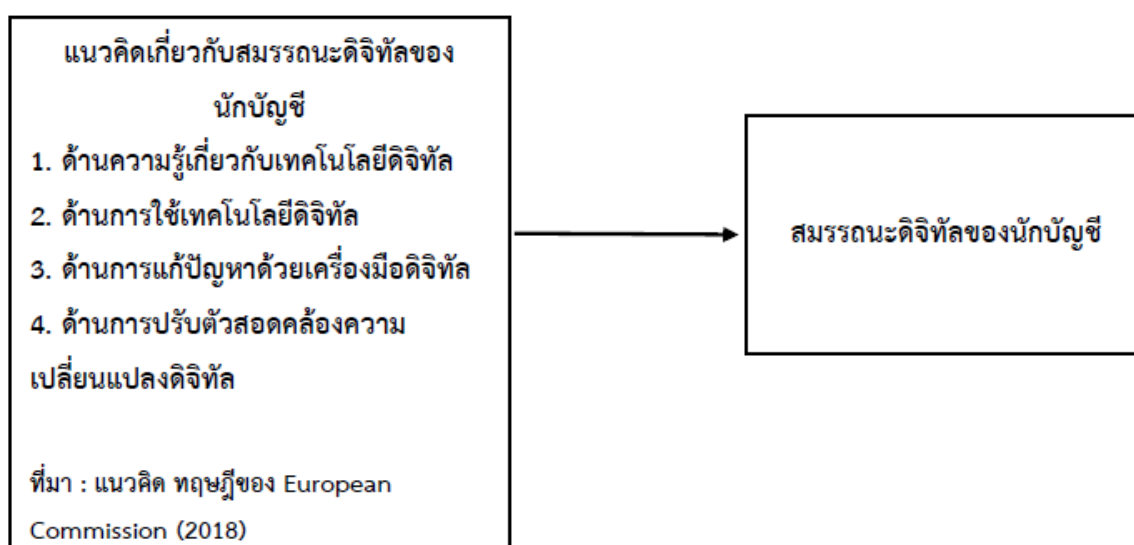 แนวคิดเกี่ยวกับสมรรถนะดิจิทัลของ
นักบัญชี
1. ด้านความรู้เกี่ยวกับเทคโนโลยีดิจิทัล
2. ด้านการใช้เทคโนโลยีดิจิทัล
3. ด้านการแก้ปัญหาด้วยเครื่องมือดิจิทัล
4. ด้านการปรับตัวสอดคล้องความ
เปลี่ยนแปลงดิจิทัล
ที่มา : แนวคิด ทฤษฎีของ European
Commission (2018)
สมรรถนะดิจิทัลของนักบัญชี